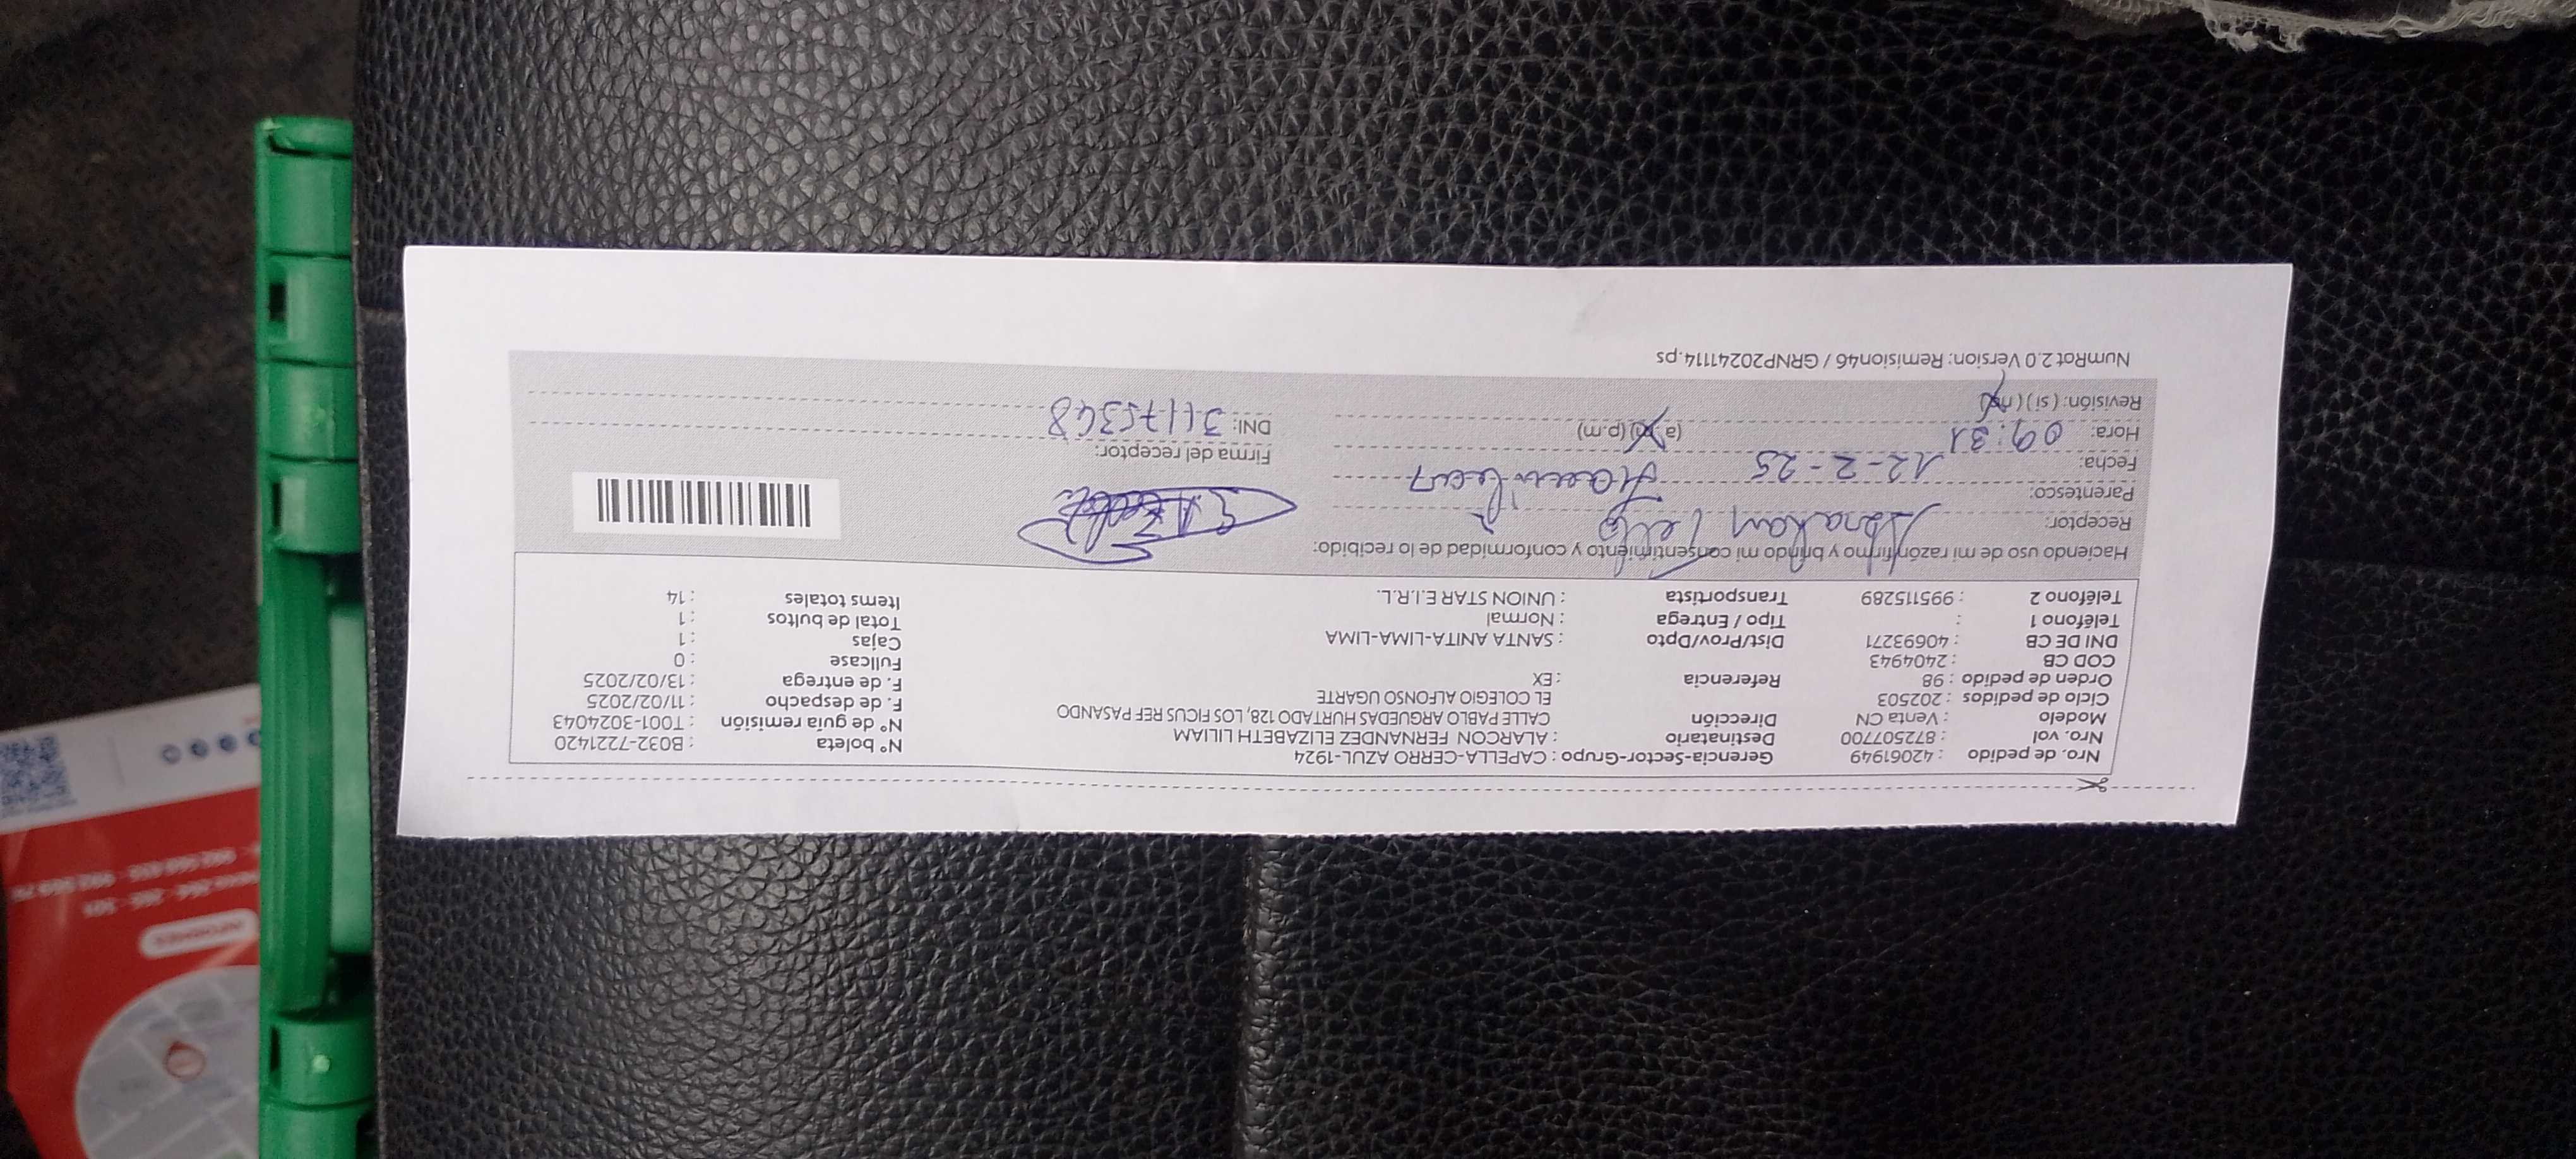 Nro. de pedido : 42061949 Gerencia-Sector-Grupo : CAPELLA-CERRO AZUL-1924 N° boleta : B032-7221420
Nro. vol : 872507700 Destinatario : ALARCON FERNANDEZ ELIZABETH LILIAM N° de guía remisión : T001-3024043
Modelo : Venta CN Dirección CALLE PABLO ARGUEDAS HURTADO 128, LOS FICUS REF PASANDO F. de despacho : 11/02/2025
Ciclo de pedidos : 202503 EL COLEGIO ALFONSO UGARTE F. de entrega : 13/02/2025
Orden de pedido : 98 Referencia : EX Fullcase : 0
COD CB : 2404943 Cajas : 1
DNI DE CB : 40693271 Dist/Prov/Dpto : SANTA ANITA-LIMA-LIMA Total de bultos : 1
Teléfono 1 : Tipo / Entrega : Normal Items totales : 14
Teléfono 2 : 995115289 Transportista : UNION STAR E.I.R.L.
Haciendo uso de mi razón firmo y brindo mi consentimiento y conformidad de lo recibido:
Receptor: Abraham Tello
Parentesco:
Fecha: 12-2-25 Firma del receptor:
Hora: 09:31 (a.m) (p.m) DNI:
Revisión: (si) (no)
NumRot 2.0 Version: Remision46 / GRNP20241114.ps